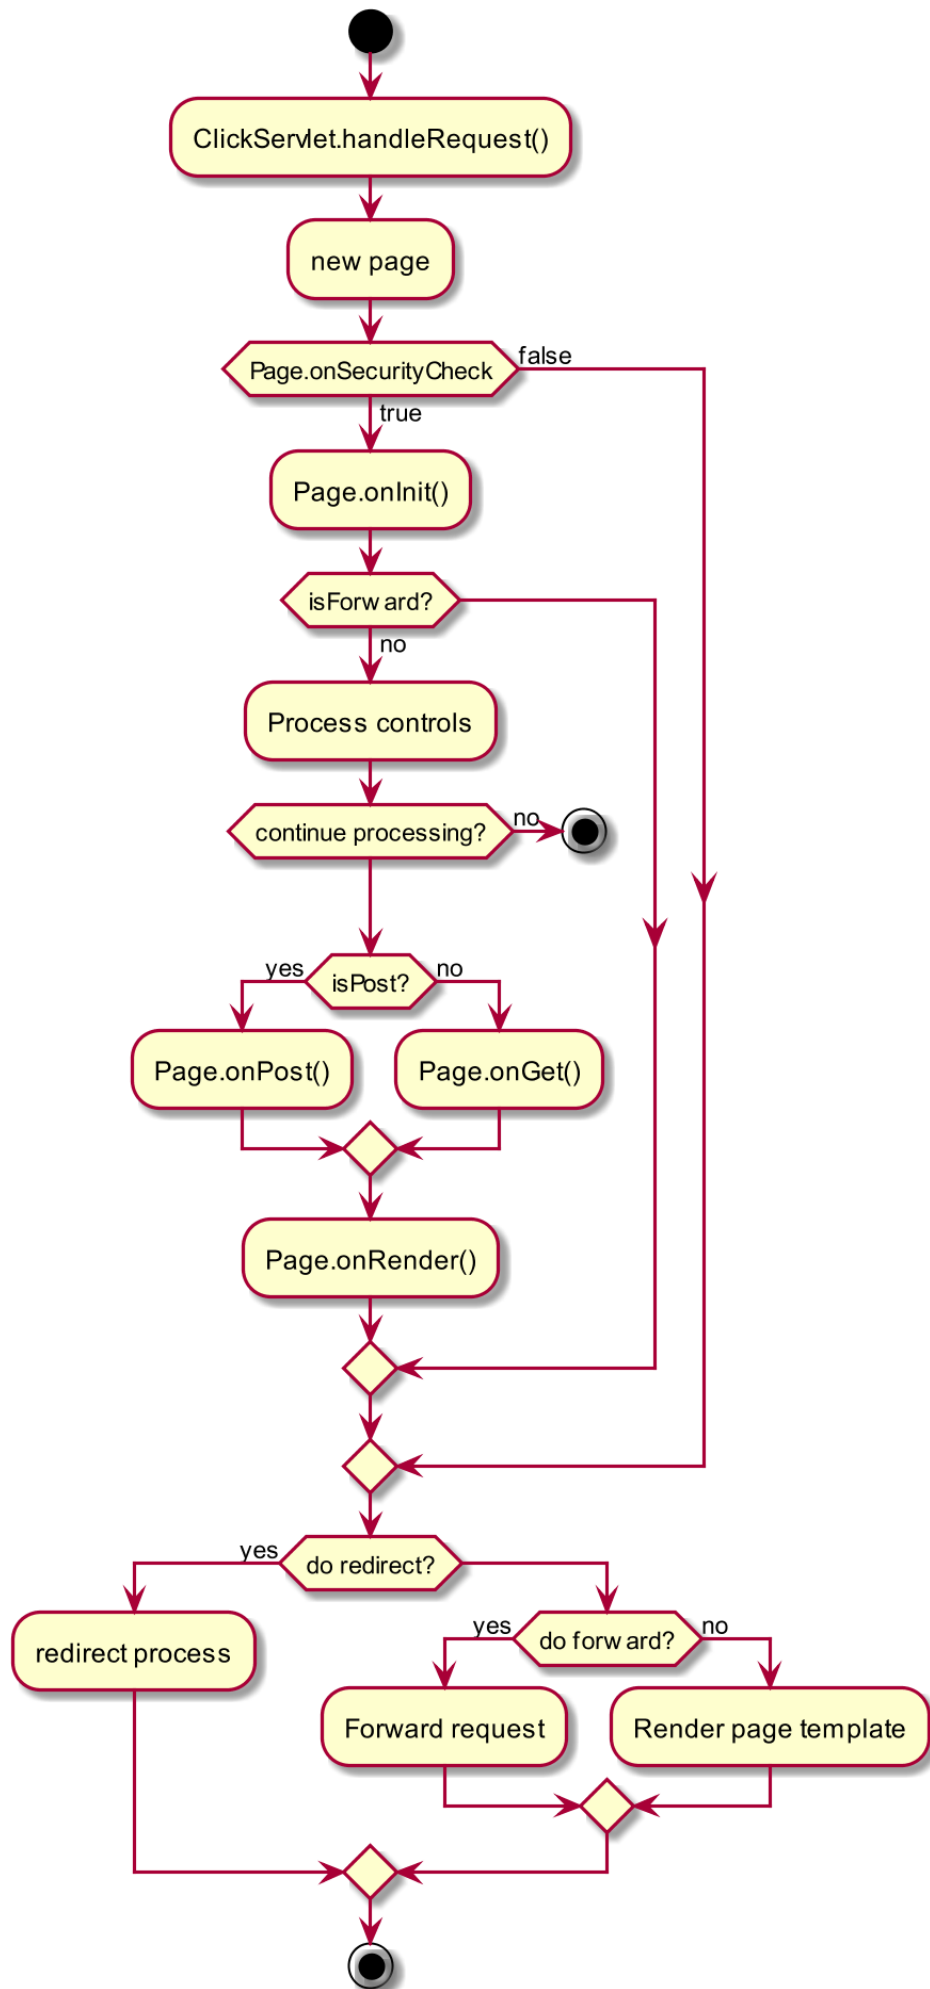 ClickServlet.handleRequest()
new page
Page.onSecurityCheck
false
true
Page.onInit()
isForward?
no
Process controls
continue processing?
no
yes
isPost?
no
Page.onPost()
Page.onGet()
Page.onRender()
yes
do redirect?
redirect process
yes
do forward?
no
Forward request
Render page template